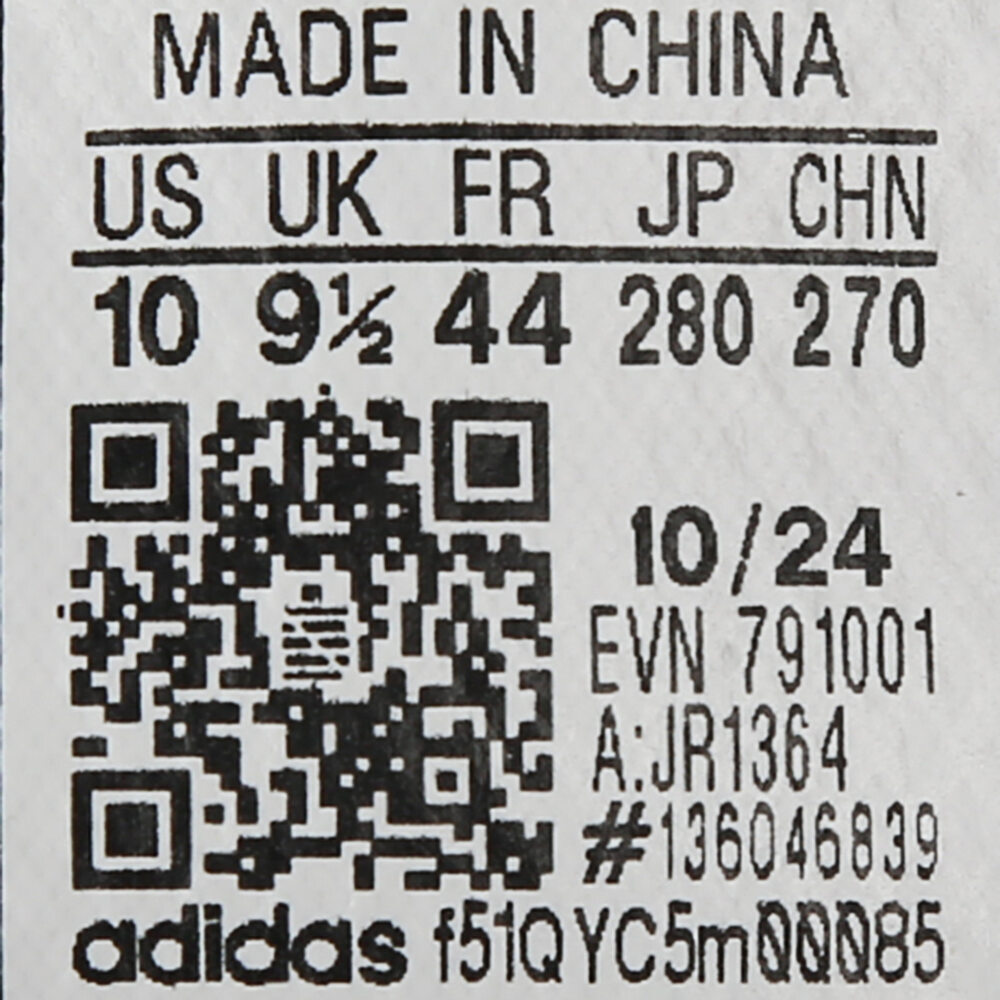 MADE IN CHINA
US UK FR JP CHN
10 9½ 44 280 270
10/24
EVN 791001
A:JR1364
#136046839
adidas f51QYC5m00085